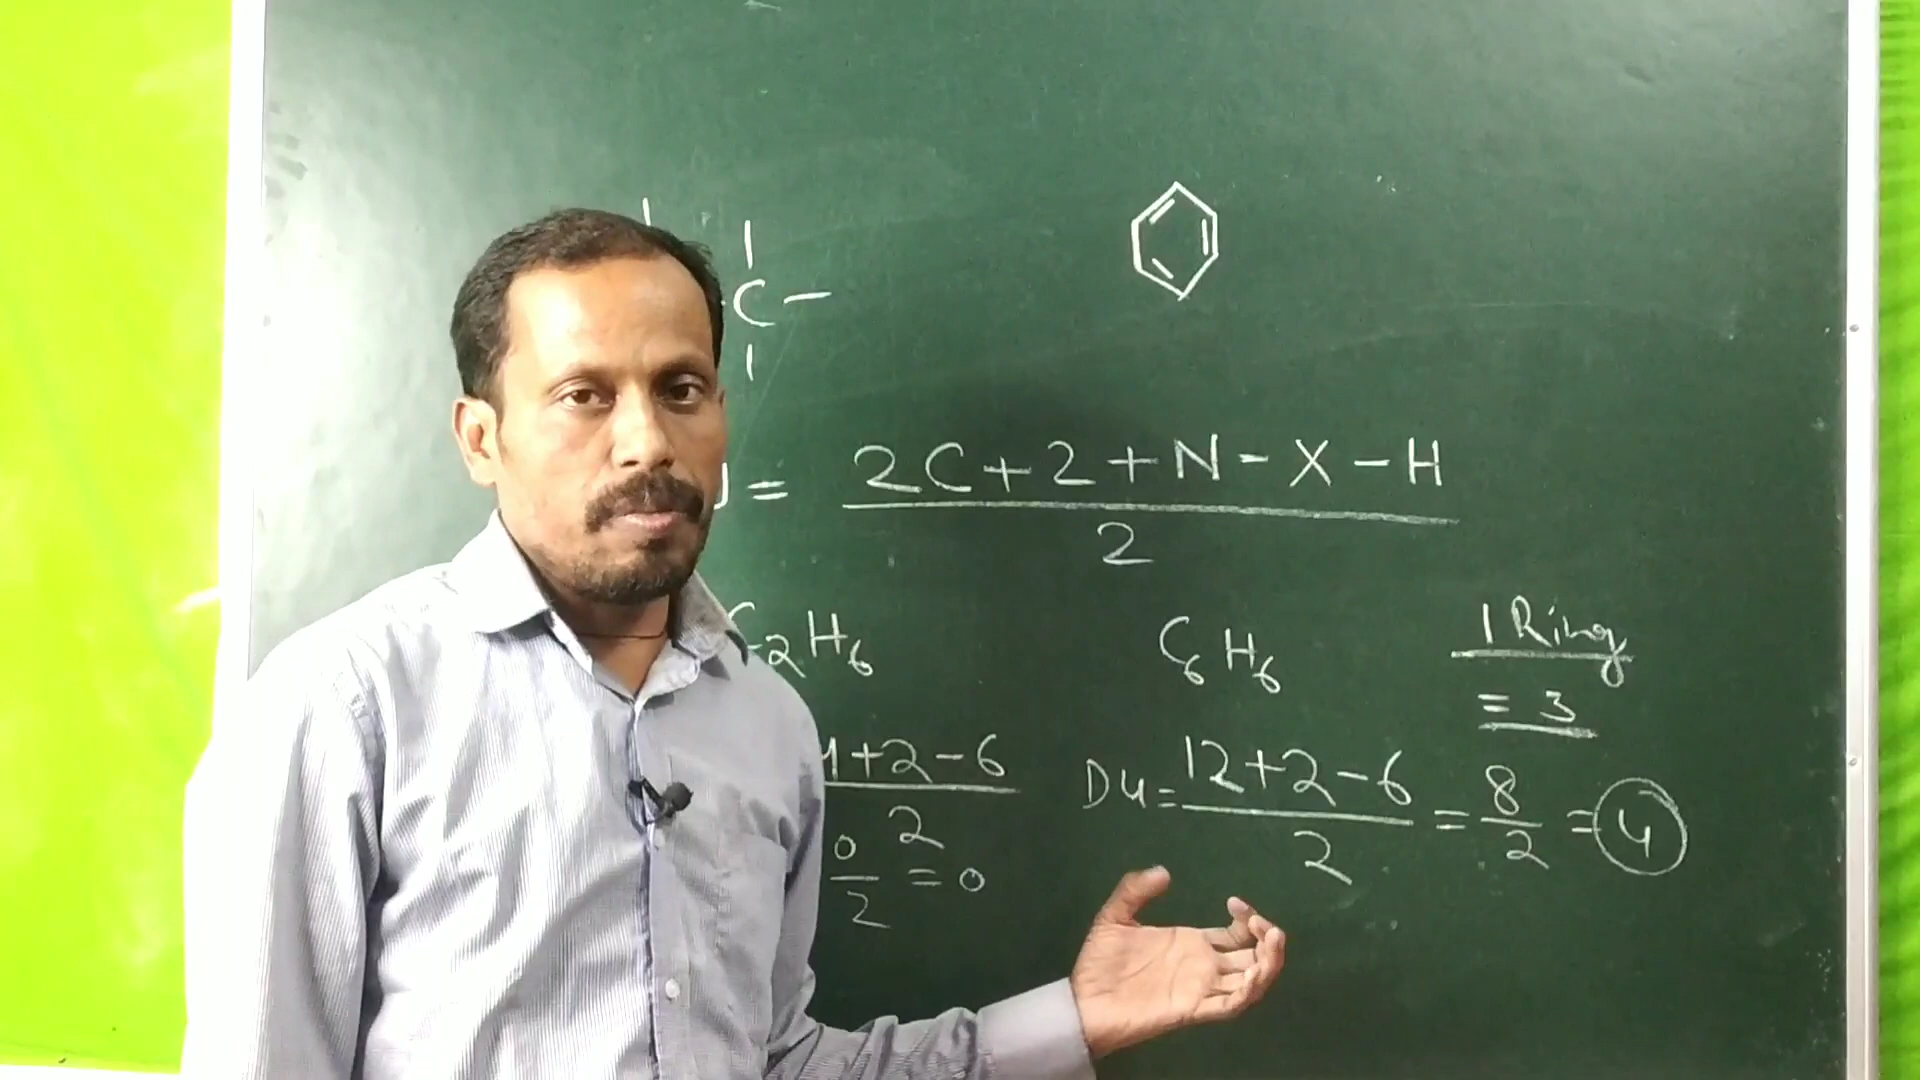 C
= 2C+2+N-X-H
2
C2H6
C6H6
1 Ring
= 3
4+2-6
2
0
2
= 0
DU = 12+2-6
2
= 8
2
= 4